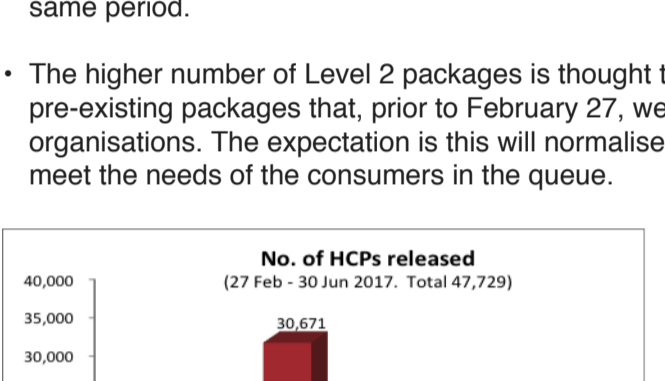 same period.
• The higher number of Level 2 packages is thought t
pre-existing packages that, prior to February 27, we
organisations. The expectation is this will normalise
meet the needs of the consumers in the queue.
No. of HCPs released
(27 Feb - 30 Jun 2017. Total 47,729)
40,000
35,000
30,671
30,000